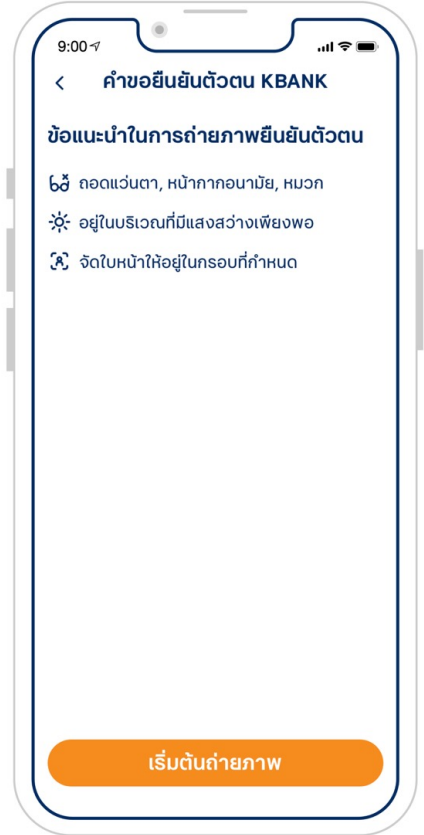 9:00
คำขอยืนยันตัวตน KBANK
ข้อแนะนำในการถ่ายภาพยืนยันตัวตน
ถอดแว่นตา, หน้ากากอนามัย, หมวก
อยู่ในบริเวณที่มีแสงสว่างเพียงพอ
จัดใบหน้าให้อยู่ในกรอบที่กำหนด
เริ่มต้นถ่ายภาพ